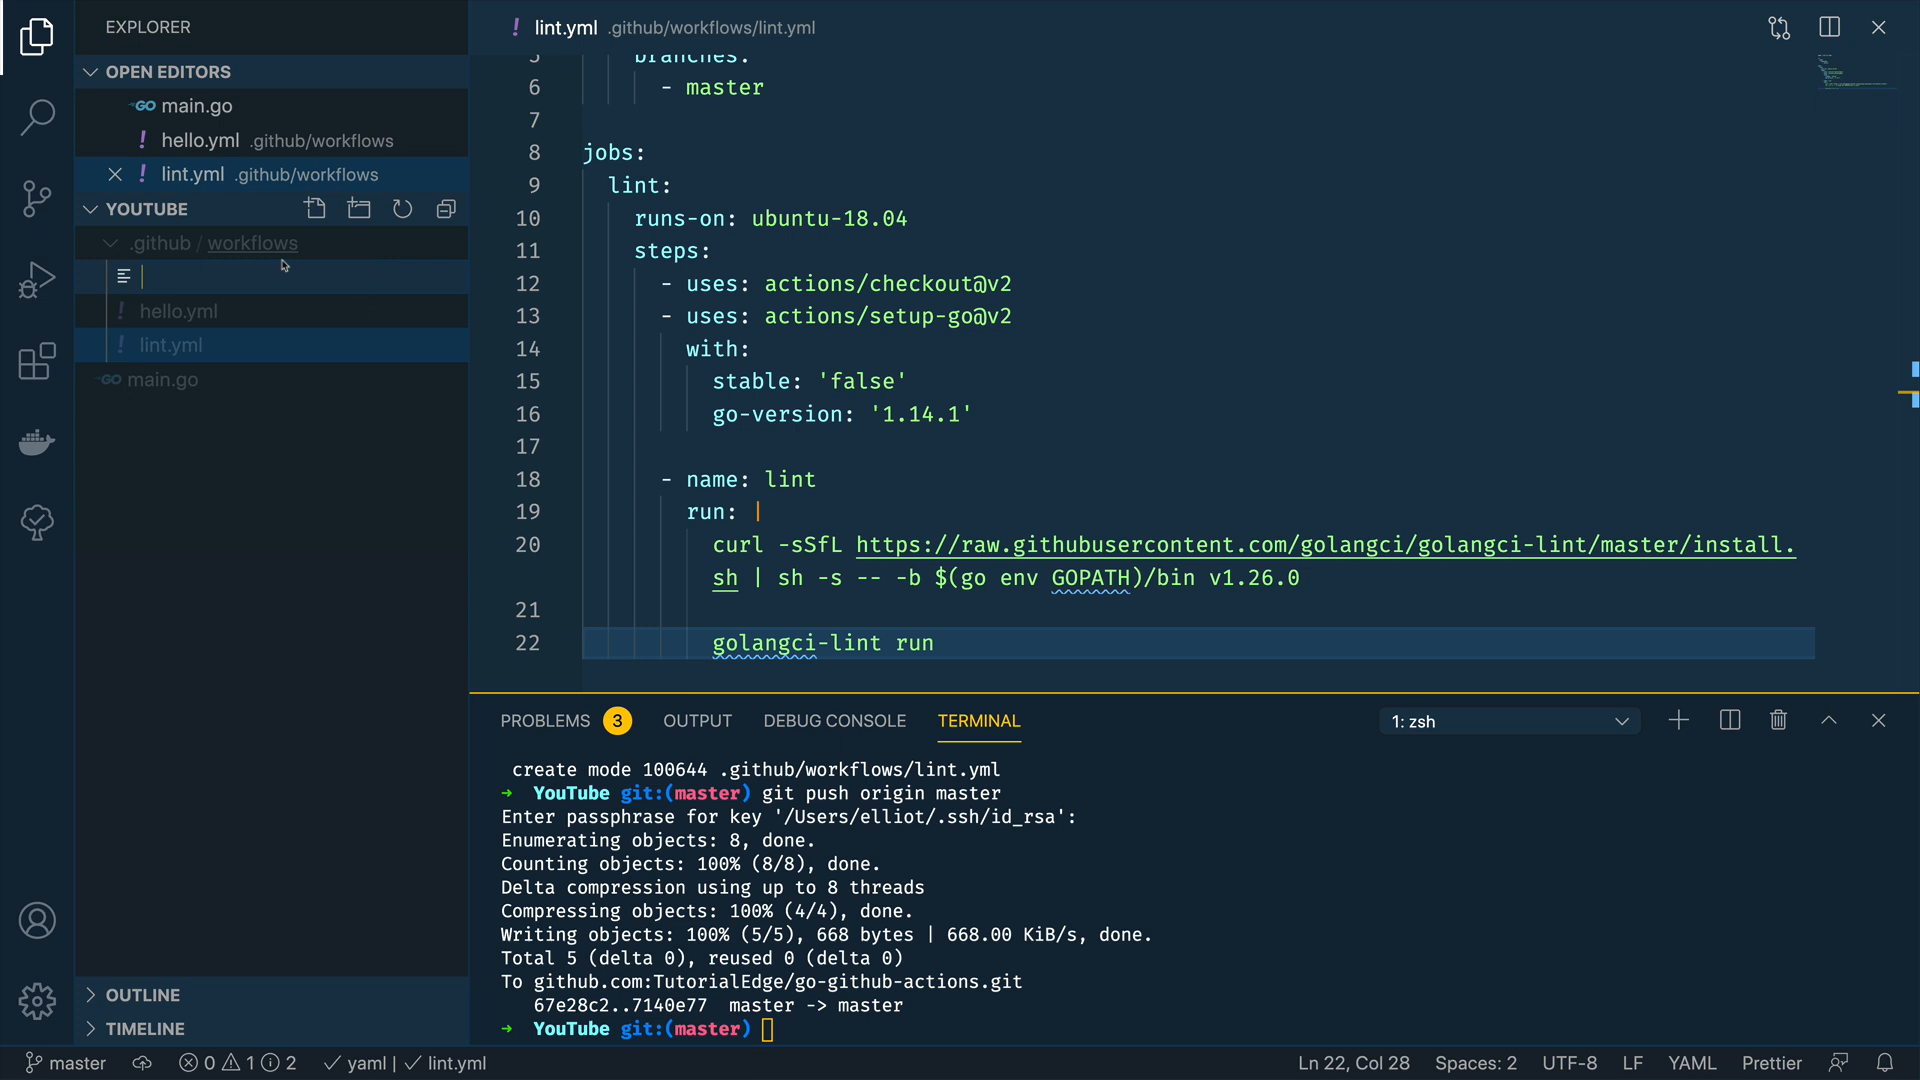 EXPLORER
OPEN EDITORS
GO main.go
! hello.yml .github/workflows
! lint.yml .github/workflows
YOUTUBE
.github / workflows
! hello.yml
! lint.yml
GO main.go
OUTLINE
TIMELINE
! lint.yml .github/workflows/lint.yml
5 branches:
6 - master
7
8 jobs:
9 lint:
10 runs-on: ubuntu-18.04
11 steps:
12 - uses: actions/checkout@v2
13 - uses: actions/setup-go@v2
14 with:
15 stable: 'false'
16 go-version: '1.14.1'
17
18 - name: lint
19 run: |
20 curl -sSfL https://raw.githubusercontent.com/golangci/golangci-lint/master/install.
sh | sh -s -- -b $(go env GOPATH)/bin v1.26.0
21
22 golangci-lint run
PROBLEMS 3 OUTPUT DEBUG CONSOLE TERMINAL 1: zsh
create mode 100644 .github/workflows/lint.yml
➜ YouTube git:(master) git push origin master
Enter passphrase for key '/Users/elliot/.ssh/id_rsa':
Enumerating objects: 8, done.
Counting objects: 100% (8/8), done.
Delta compression using up to 8 threads
Compressing objects: 100% (4/4), done.
Writing objects: 100% (5/5), 668 bytes | 668.00 KiB/s, done.
Total 5 (delta 0), reused 0 (delta 0)
To github.com:TutorialEdge/go-github-actions.git
67e28c2..7140e77 master -> master
➜ YouTube git:(master)
master 0 1 2 yaml | lint.yml Ln 22, Col 28 Spaces: 2 UTF-8 LF YAML Prettier